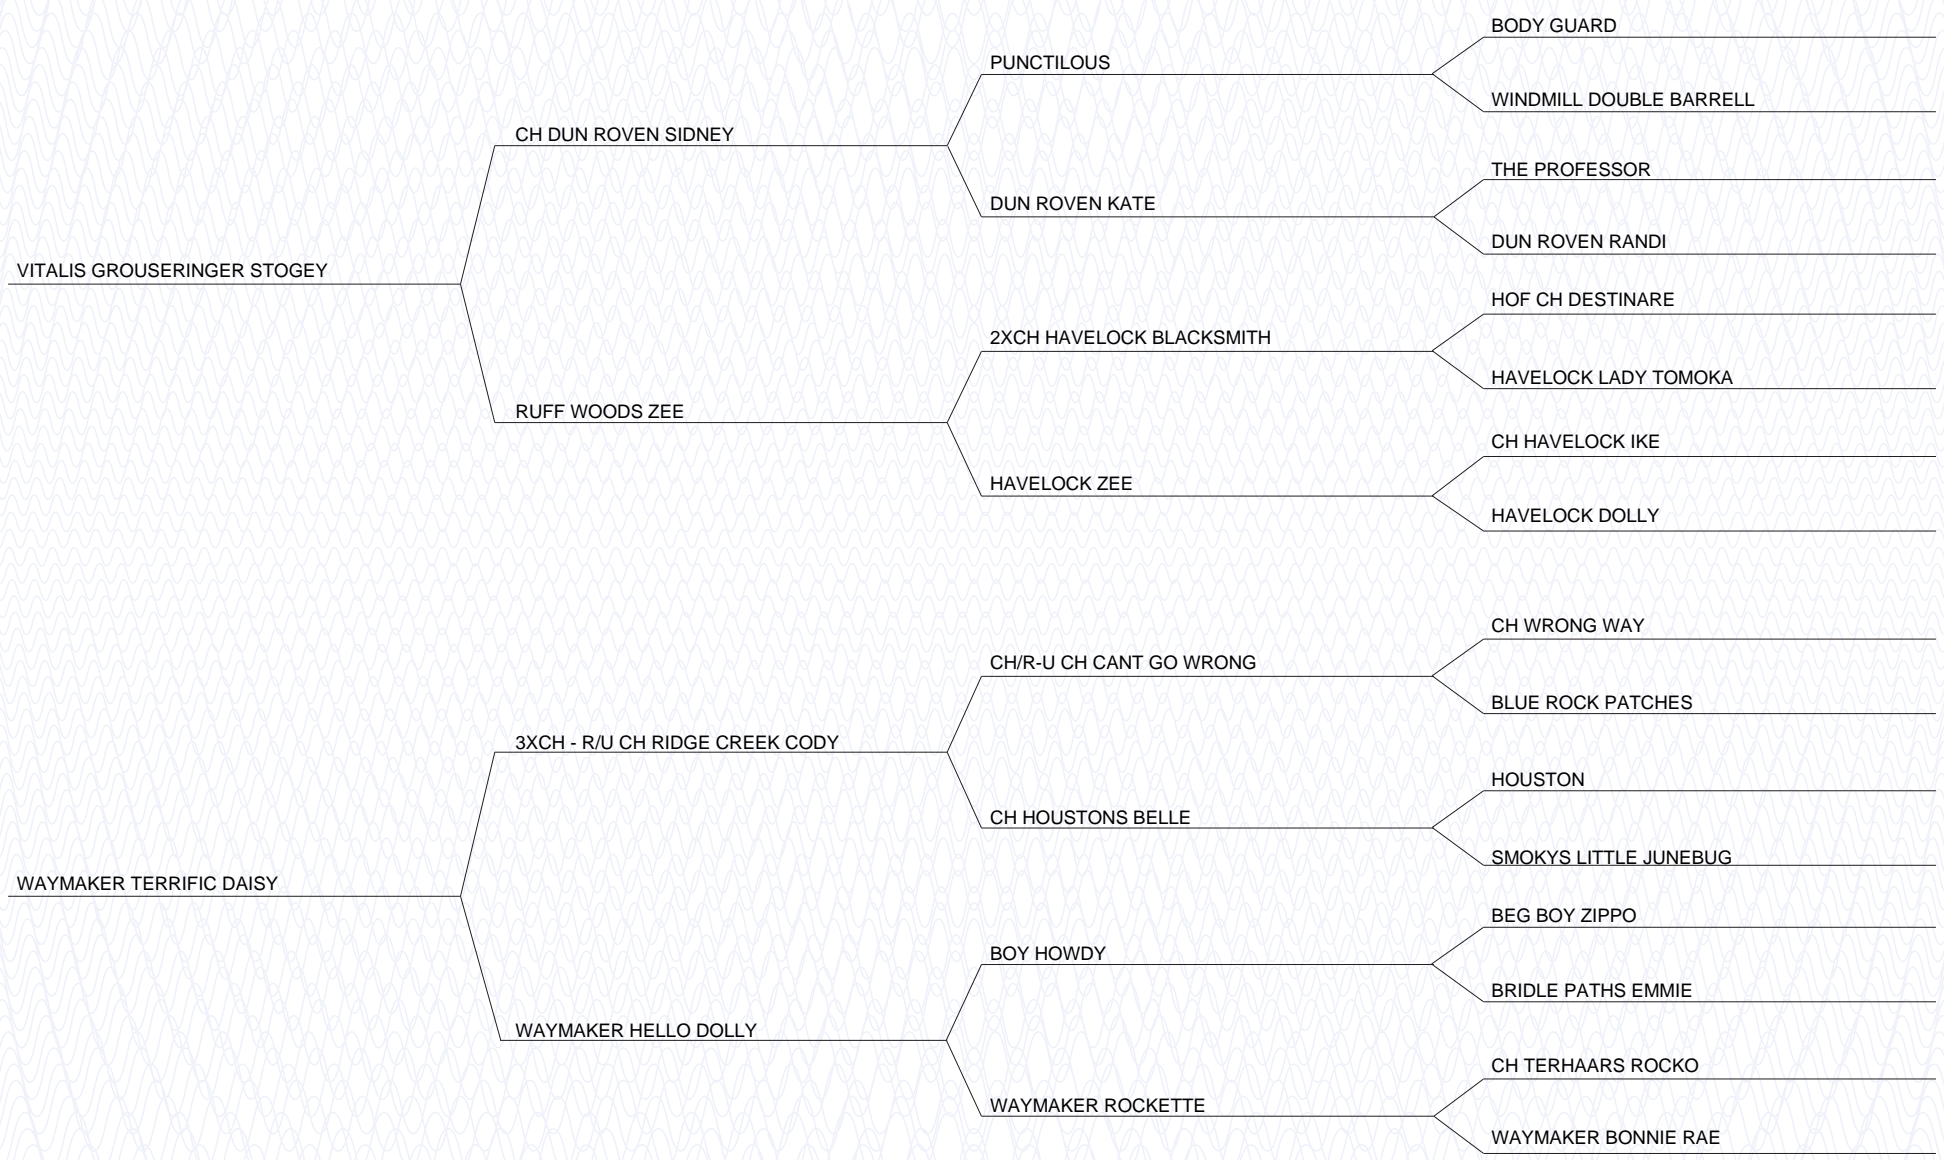 BODY GUARD
PUNCTILOUS
WINDMILL DOUBLE BARRELL
CH DUN ROVEN SIDNEY
THE PROFESSOR
DUN ROVEN KATE
DUN ROVEN RANDI
VITALIS GROUSERINGER STOGEY
HOF CH DESTINARE
2XCH HAVELOCK BLACKSMITH
HAVELOCK LADY TOMOKA
RUFF WOODS ZEE
CH HAVELOCK IKE
HAVELOCK ZEE
HAVELOCK DOLLY
CH WRONG WAY
CH/R-U CH CANT GO WRONG
BLUE ROCK PATCHES
3XCH - R/U CH RIDGE CREEK CODY
HOUSTON
CH HOUSTONS BELLE
SMOKYS LITTLE JUNEBUG
WAYMAKER TERRIFIC DAISY
BEG BOY ZIPPO
BOY HOWDY
BRIDLE PATHS EMMIE
WAYMAKER HELLO DOLLY
CH TERHAARS ROCKO
WAYMAKER ROCKETTE
WAYMAKER BONNIE RAE